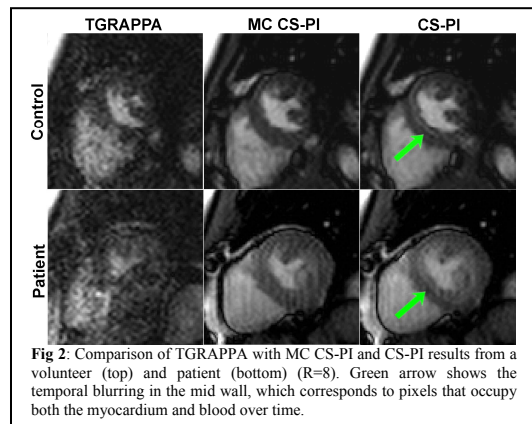 TGRAPPA MC CS-PI CS-PI
Control
Patient
Fig 2: Comparison of TGRAPPA with MC CS-PI and CS-PI results from a
volunteer (top) and patient (bottom) (R=8). Green arrow shows the
temporal blurring in the mid wall, which corresponds to pixels that occupy
both the myocardium and blood over time.